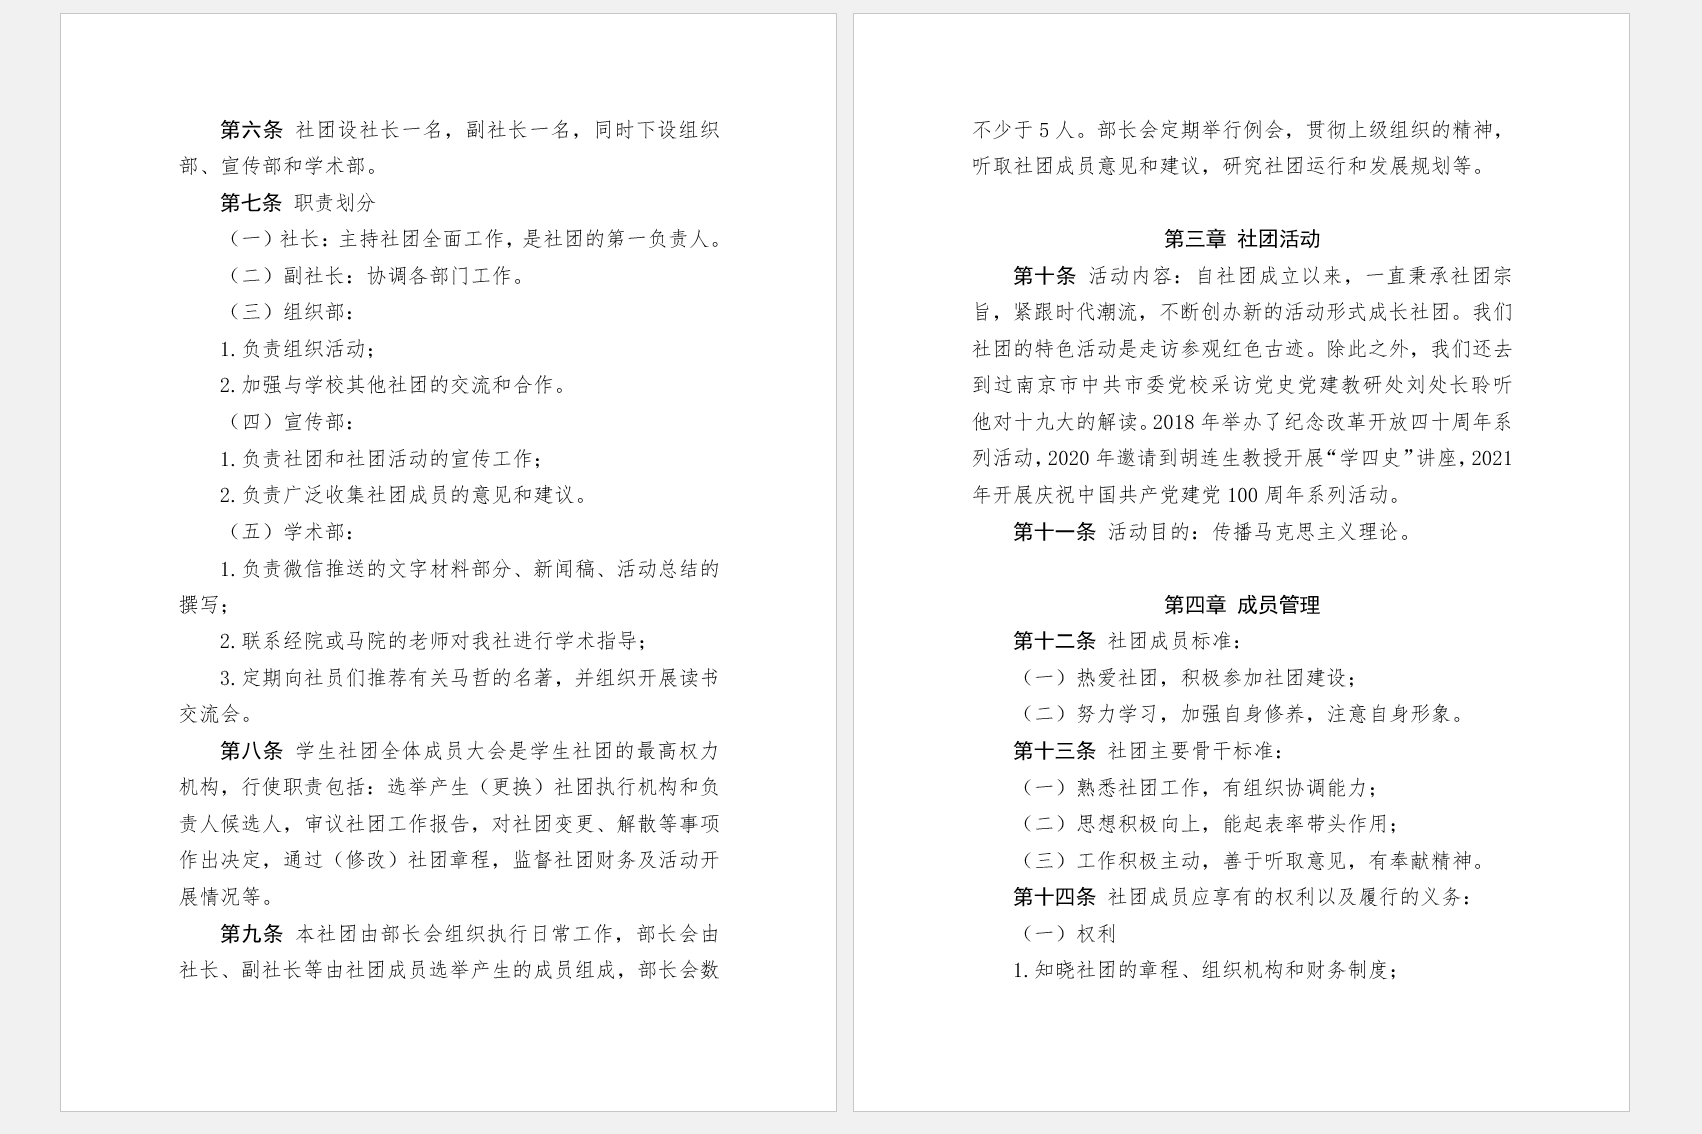 第六条 社团设社长一名，副社长一名，同时下设组织
部、宣传部和学术部。
第七条 职责划分
（一）社长：主持社团全面工作，是社团的第一负责人。
（二）副社长：协调各部门工作。
（三）组织部：
1.负责组织活动；
2.加强与学校其他社团的交流和合作。
（四）宣传部：
1.负责社团和社团活动的宣传工作；
2.负责广泛收集社团成员的意见和建议。
（五）学术部：
1.负责微信推送的文字材料部分、新闻稿、活动总结的
撰写；
2.联系经院或马院的老师对我社进行学术指导；
3.定期向社员们推荐有关马哲的名著，并组织开展读书
交流会。
第八条 学生社团全体成员大会是学生社团的最高权力
机构，行使职责包括：选举产生（更换）社团执行机构和负
责人候选人，审议社团工作报告，对社团变更、解散等事项
作出决定，通过（修改）社团章程，监督社团财务及活动开
展情况等。
第九条 本社团由部长会组织执行日常工作，部长会由
社长、副社长等由社团成员选举产生的成员组成，部长会数
不少于 5 人。部长会定期举行例会，贯彻上级组织的精神，
听取社团成员意见和建议，研究社团运行和发展规划等。
第三章 社团活动
第十条 活动内容：自社团成立以来，一直秉承社团宗
旨，紧跟时代潮流，不断创办新的活动形式成长社团。我们
社团的特色活动是走访参观红色古迹。除此之外，我们还去
到过南京市中共市委党校采访党史党建教研处刘处长聆听
他对十九大的解读。2018 年举办了纪念改革开放四十周年系
列活动，2020 年邀请到胡连生教授开展“学四史”讲座，2021
年开展庆祝中国共产党建党 100 周年系列活动。
第十一条 活动目的：传播马克思主义理论。
第四章 成员管理
第十二条 社团成员标准：
（一）热爱社团，积极参加社团建设；
（二）努力学习，加强自身修养，注意自身形象。
第十三条 社团主要骨干标准：
（一）熟悉社团工作，有组织协调能力；
（二）思想积极向上，能起表率带头作用；
（三）工作积极主动，善于听取意见，有奉献精神。
第十四条 社团成员应享有的权利以及履行的义务：
（一）权利
1.知晓社团的章程、组织机构和财务制度；